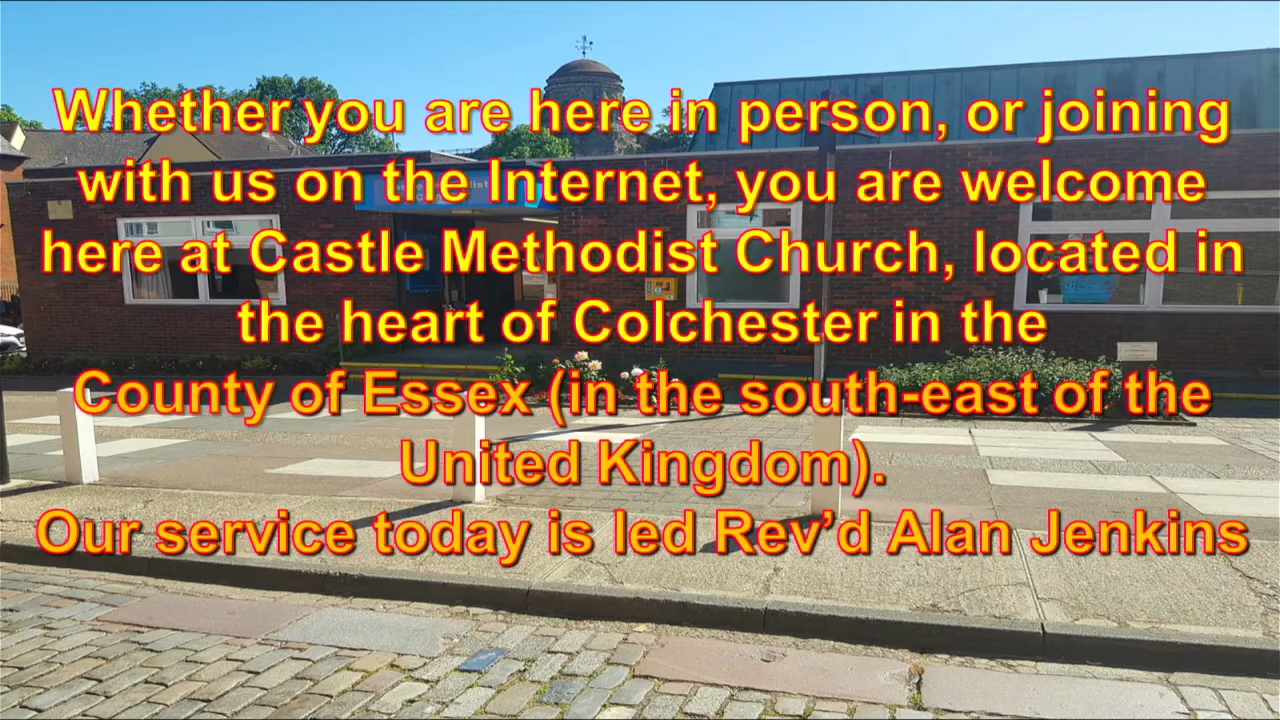 Whether you are here in person, or joining
with us on the Internet, you are welcome
here at Castle Methodist Church, located in
the heart of Colchester in the
County of Essex (in the south-east of the
United Kingdom).
Our service today is led Rev’d Alan Jenkins